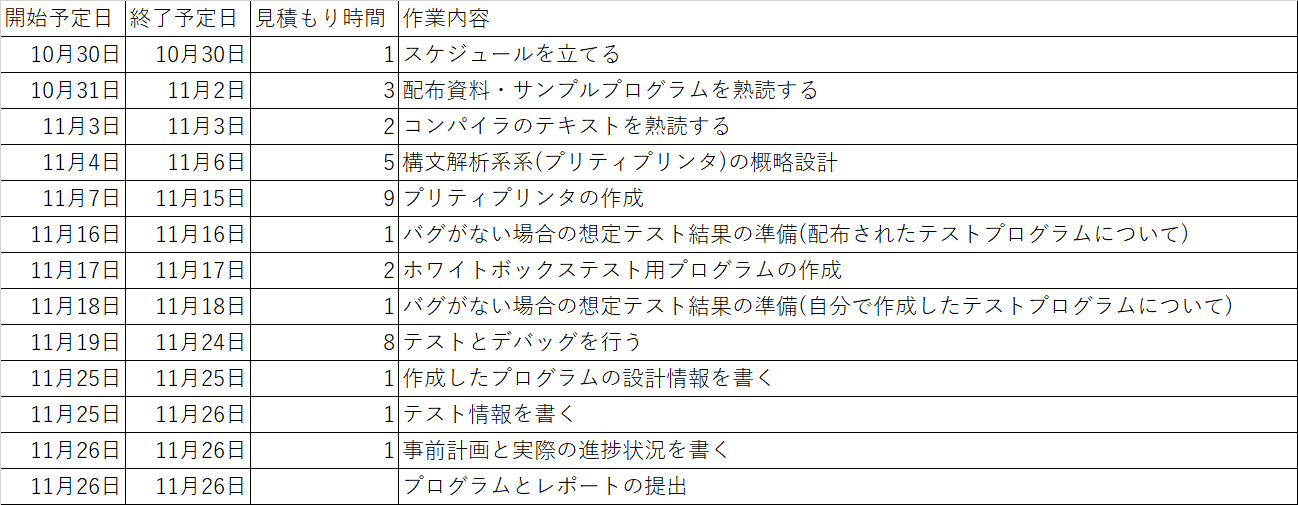 開始予定日 終了予定日 見積もり時間 作業内容
10月30日 10月30日 1 スケジュールを立てる
10月31日 11月2日 3 配布資料・サンプルプログラムを熟読する
11月3日 11月3日 2 コンパイラのテキストを熟読する
11月4日 11月6日 5 構文解析系系(プリティプリンタ)の概略設計
11月7日 11月15日 9 プリティプリンタの作成
11月16日 11月16日 1 バグがない場合の想定テスト結果の準備(配布されたテストプログラムについて)
11月17日 11月17日 2 ホワイトボックステスト用プログラムの作成
11月18日 11月18日 1 バグがない場合の想定テスト結果の準備(自分で作成したテストプログラムについて)
11月19日 11月24日 8 テストとデバッグを行う
11月25日 11月25日 1 作成したプログラムの設計情報を書く
11月25日 11月26日 1 テスト情報を書く
11月26日 11月26日 1 事前計画と実際の進捗状況を書く
11月26日 11月26日 プログラムとレポートの提出